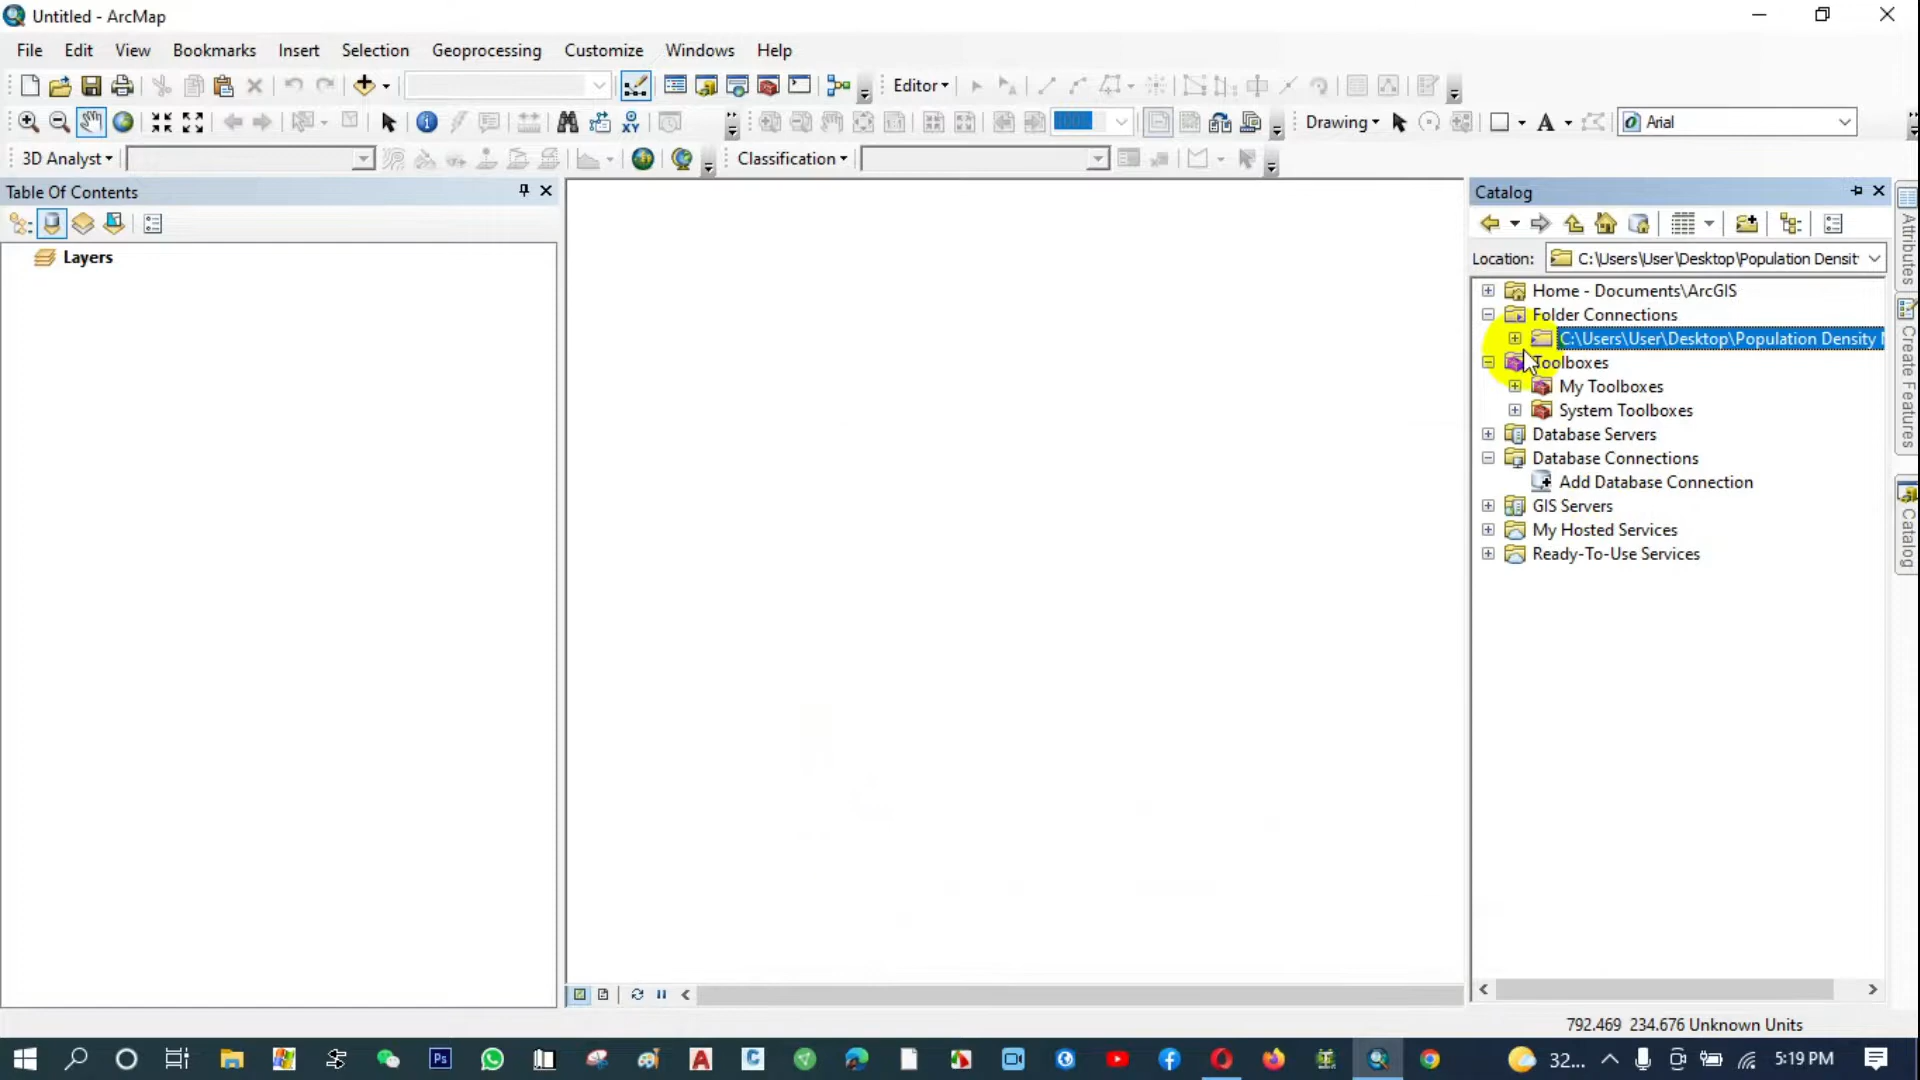 Untitled - ArcMap
File Edit View Bookmarks Insert Selection Geoprocessing Customize Windows Help
Editor
Drawing Arial
3D Analyst Classification
Table Of Contents
Layers
Catalog
Location: C:\Users\User\Desktop\Population Densit
Home - Documents\ArcGIS
Folder Connections
C:\Users\User\Desktop\Population Density
Toolboxes
My Toolboxes
System Toolboxes
Database Servers
Database Connections
Add Database Connection
GIS Servers
My Hosted Services
Ready-To-Use Services
Attributes
Create Features
Catalog
792.469 234.676 Unknown Units
32... 5:19 PM